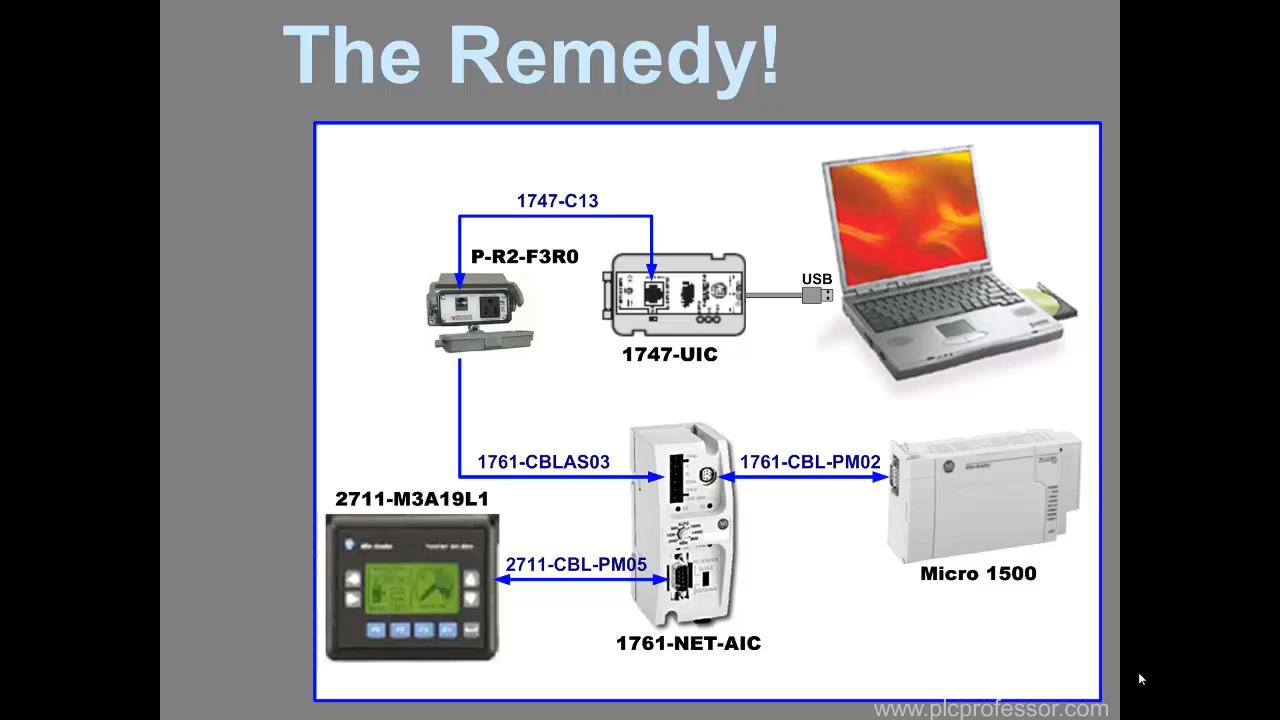 The Remedy!
1747-C13
P-R2-F3R0
USB
1747-UIC
1761-CBLAS03
1761-CBL-PM02
2711-M3A19L1
2711-CBL-PM05
Micro 1500
1761-NET-AIC
www.plcprofessor.com